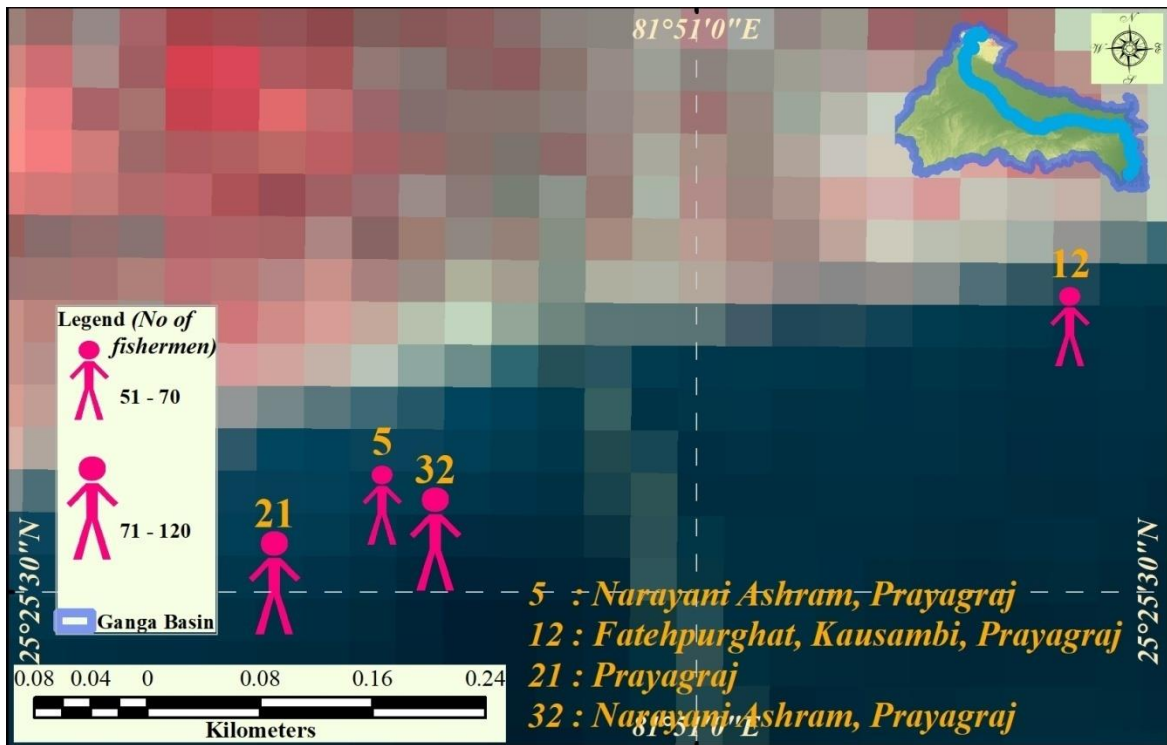 81°51'0"E
N
W E
S
12
Legend (No of
fishermen)
51 - 70
71 - 120
Ganga Basin
5
32
21
25°25'30"N
25°25'30"N
5 : Narayani Ashram, Prayagraj
12 : Fatehpurghat, Kausambi, Prayagraj
21 : Prayagraj
32 : Narayani Ashram, Prayagraj
0.08 0.04 0 0.08 0.16 0.24
Kilometers
81°51'0"E